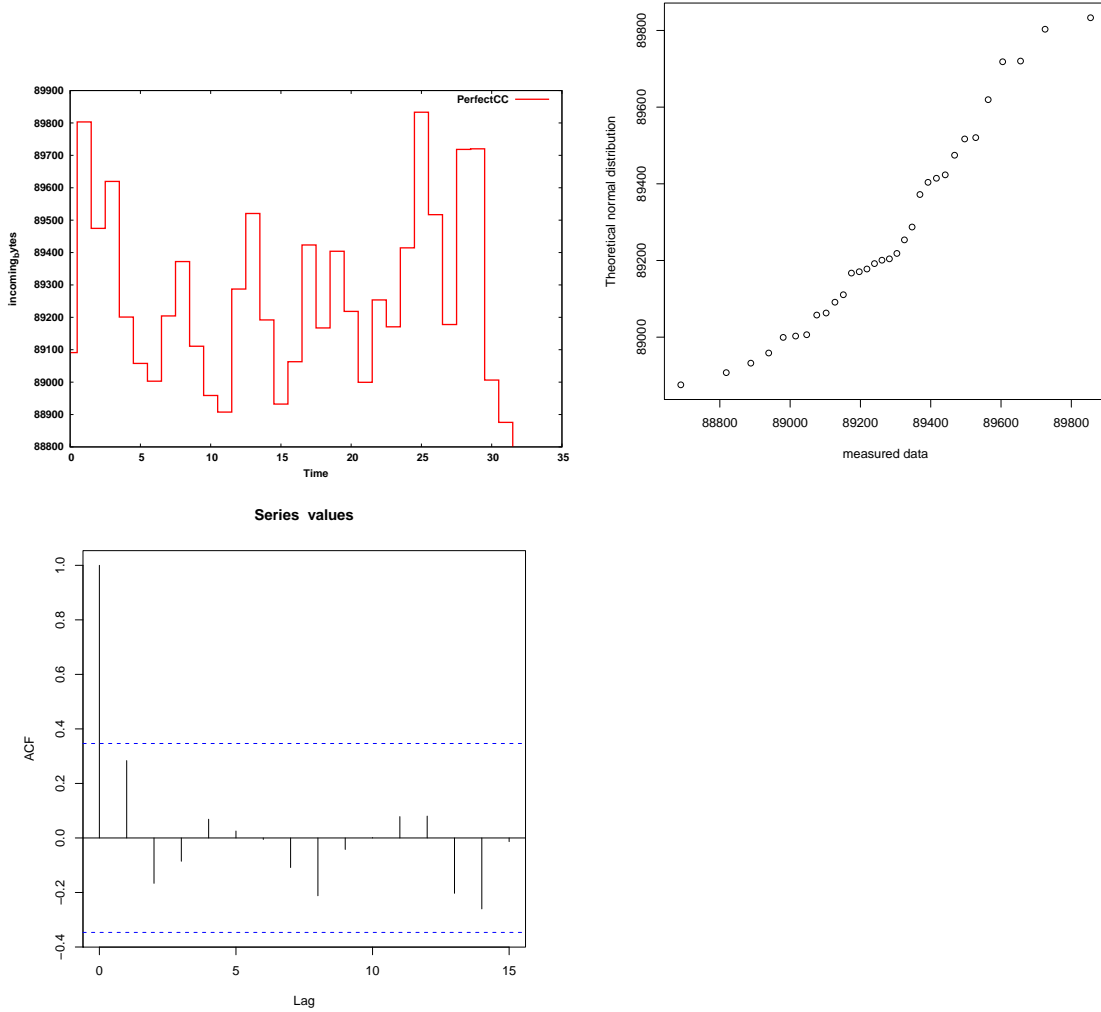 89900
89800
89700
89600
89500
89400
89300
89200
89100
89000
88900
88800
0 5 10 15 20 25 30 35
Time
incoming_bytes
PerfectCC
89800
89600
89400
89200
89000
Theoretical normal distribution
88800 89000 89200 89400 89600 89800
measured data
Series values
1.0
0.8
0.6
0.4
0.2
0.0
−0.2
−0.4
ACF
0 5 10 15
Lag